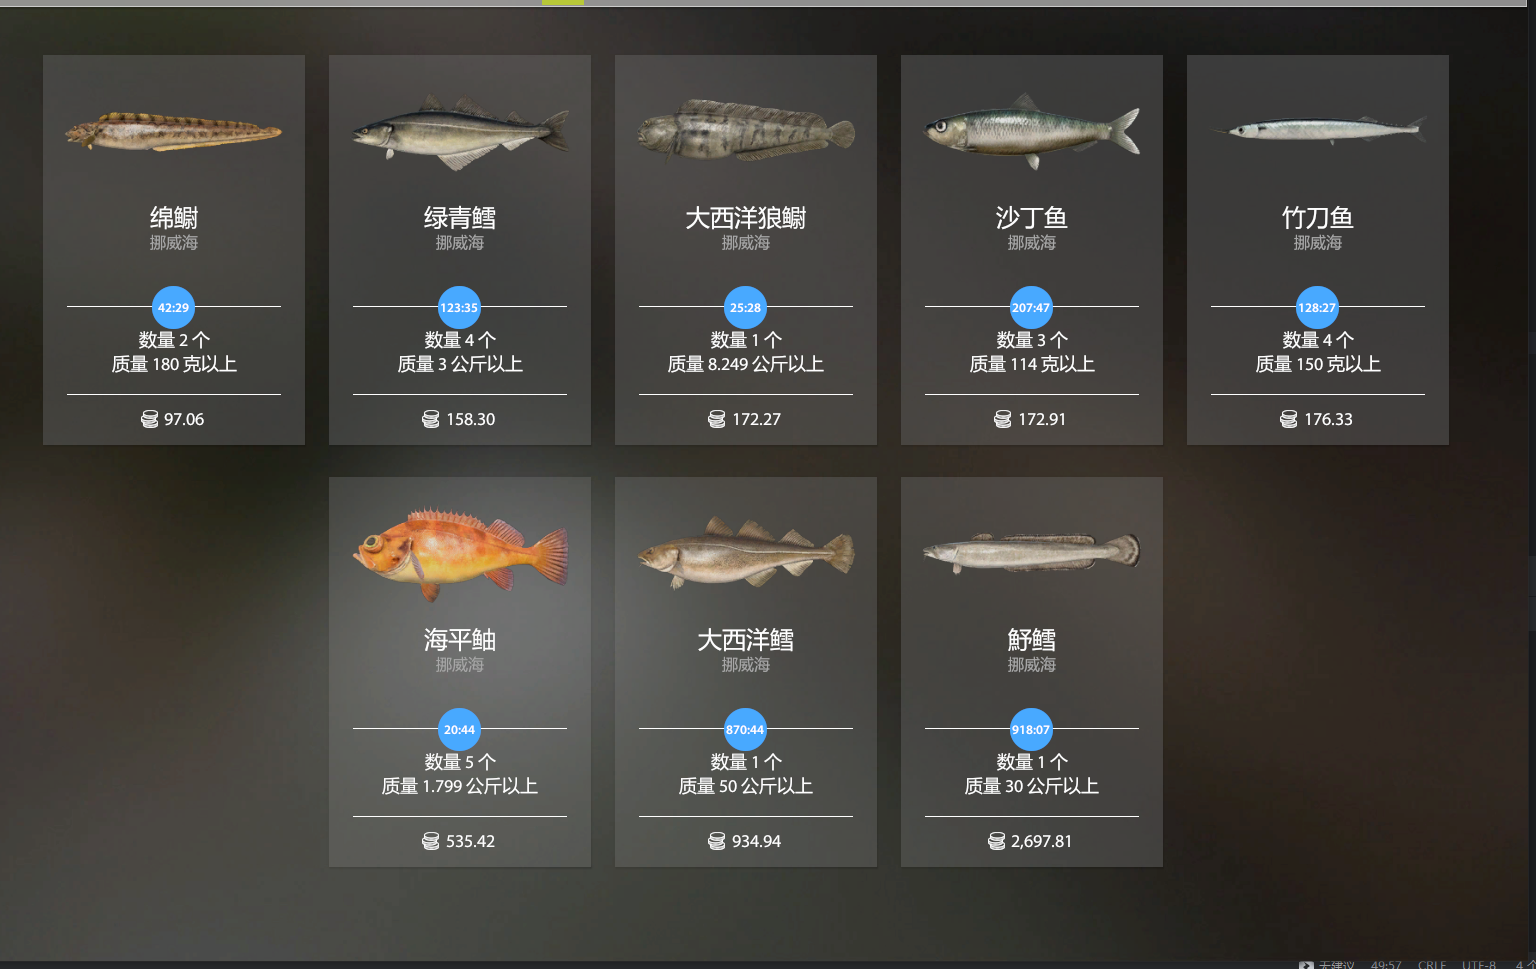 绵鳚
挪威海
42:29
数量 2 个
质量 180 克以上
97.06
绿青鳕
挪威海
123:35
数量 4 个
质量 3 公斤以上
158.30
大西洋狼鳚
挪威海
25:28
数量 1 个
质量 8.249 公斤以上
172.27
沙丁鱼
挪威海
207:47
数量 3 个
质量 114 克以上
172.91
竹刀鱼
挪威海
128:27
数量 4 个
质量 150 克以上
176.33
海平鲉
挪威海
20:44
数量 5 个
质量 1.799 公斤以上
535.42
大西洋鳕
挪威海
870:44
数量 1 个
质量 50 公斤以上
934.94
魣鳕
挪威海
918:07
数量 1 个
质量 30 公斤以上
2,697.81
无建议 49:57 CRLF UTF-8 4 个